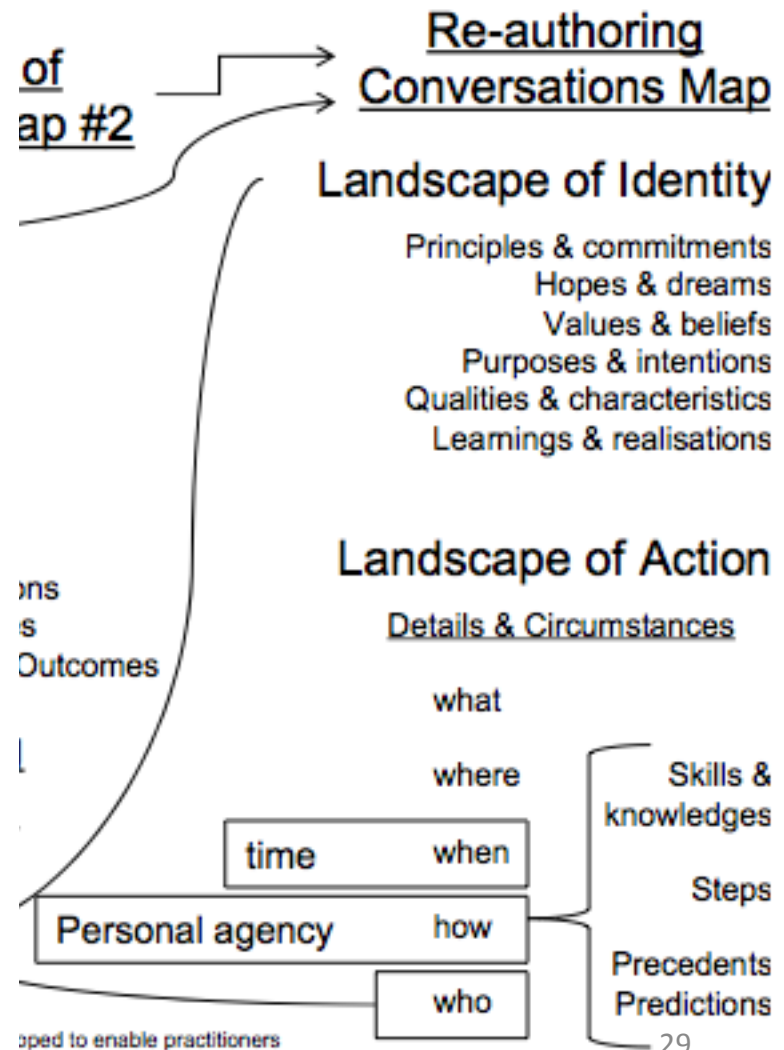 of
ap #2
Re-authoring
Conversations Map
Landscape of Identity
Principles & commitments
Hopes & dreams
Values & beliefs
Purposes & intentions
Qualities & characteristics
Learnings & realisations
Landscape of Action
Details & Circumstances
ons
s
Outcomes
what
where
time when
Personal agency how
who
Skills &
knowledges
Steps
Precedents
Predictions
oped to enable practitioners
29